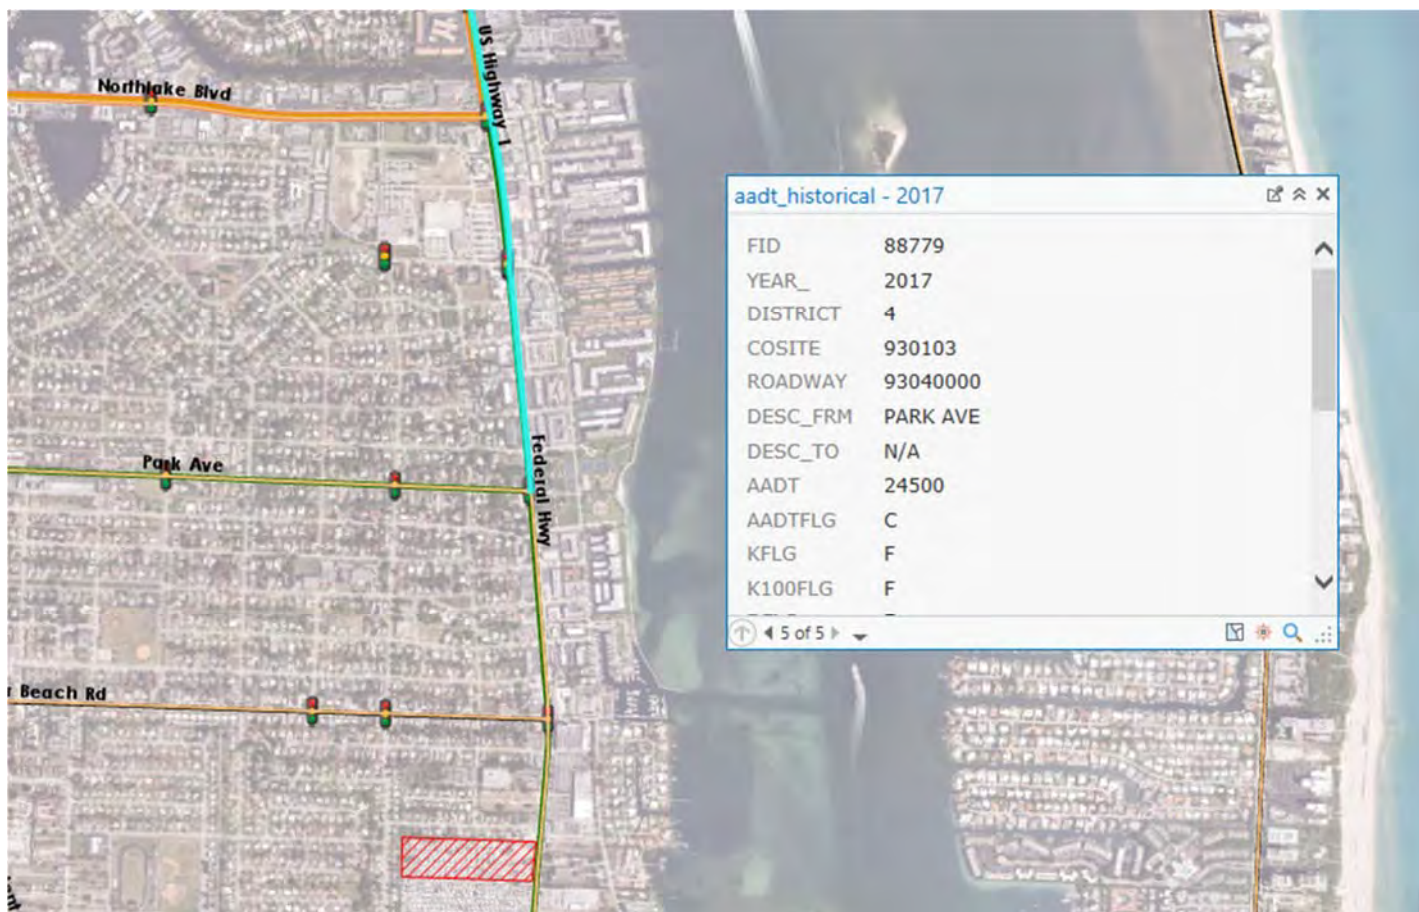 US Highway 1
Northlake Blvd
aadt_historical - 2017
FID 88779
YEAR_ 2017
DISTRICT 4
COSITE 930103
ROADWAY 93040000
DESC_FRM PARK AVE
DESC_TO N/A
AADT 24500
AADTFLG C
KFLG F
K100FLG F
5 of 5
Park Ave
Federal Hwy
r Beach Rd